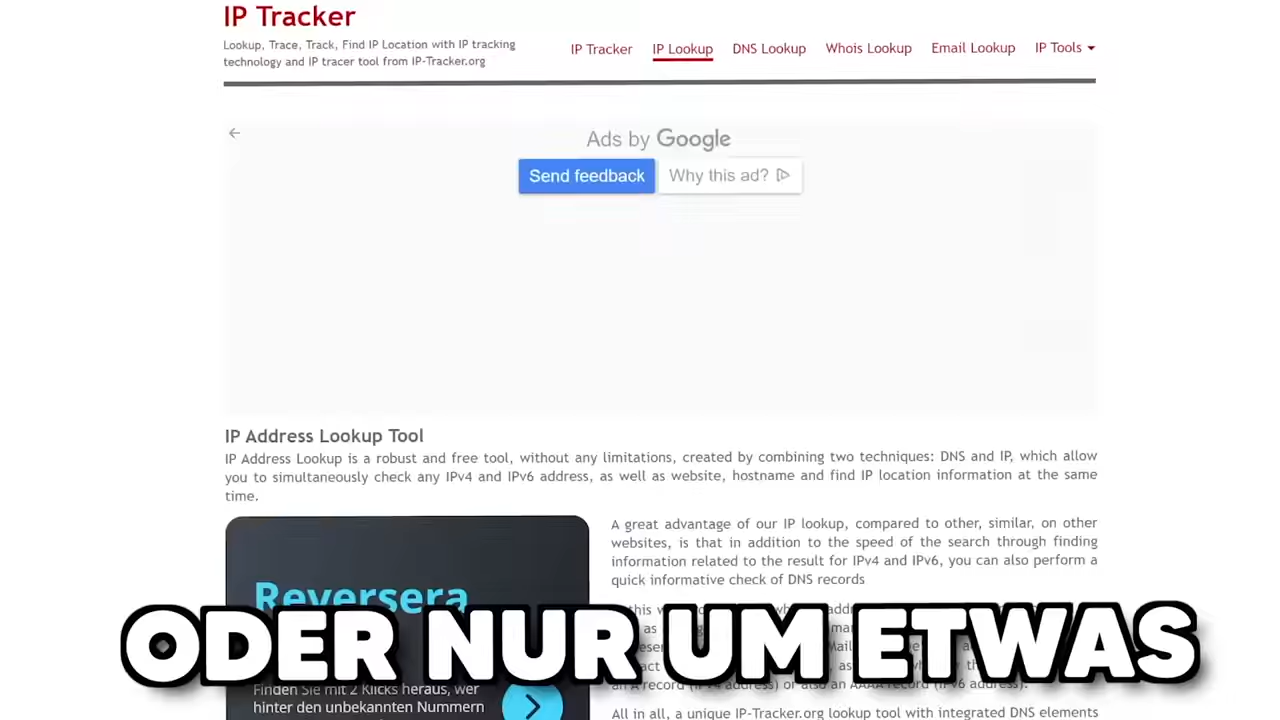 IP Tracker
Lookup, Trace, Track, Find IP Location with IP tracking
technology and IP tracer tool from IP-Tracker.org
IP Tracker IP Lookup DNS Lookup Whois Lookup Email Lookup IP Tools
Ads by Google
Send feedback Why this ad?
IP Address Lookup Tool
IP Address Lookup is a robust and free tool, without any limitations, created by combining two techniques: DNS and IP, which allow
you to simultaneously check any IPv4 and IPv6 address, as well as website, hostname and find IP location information at the same
time.
A great advantage of our IP lookup, compared to other, similar, on other
websites, is that in addition to the speed of the search through finding
information related to the result for IPv4 and IPv6, you can also perform a
quick informative check of DNS records
Reversera
ODER NUR UM ETWAS
Finden Sie mit 2 Klicks heraus, wer
hinter den unbekannten Nummern
All in all, a unique IP-Tracker.org lookup tool with integrated DNS elements